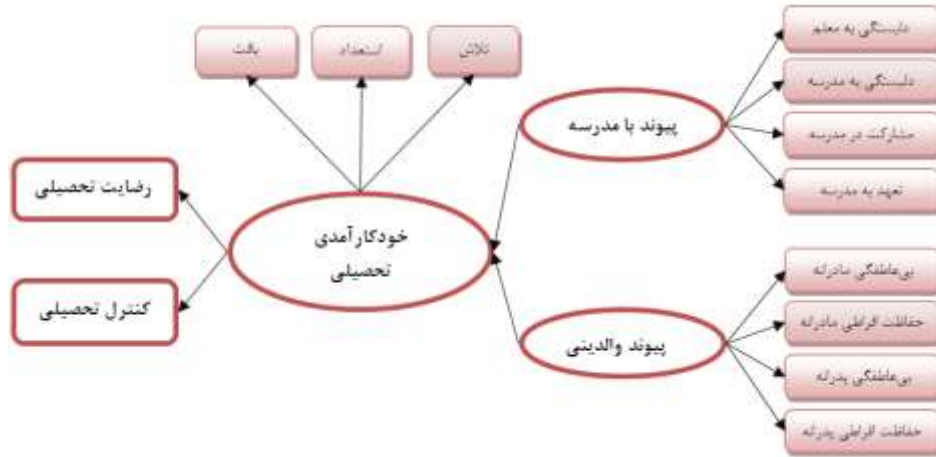 دلبستگی به معلم
دلبستگی به مدرسه
مشارکت در مدرسه
تعهد به مدرسه
پیوند با مدرسه
تلاش
استعداد
بافت
خودکارآمدی
تحصیلی
رضایت تحصیلی
کنترل تحصیلی
پیوند والدینی
بی‌عاطفگی مادرانه
حفاظت افراطی مادرانه
بی‌عاطفگی پدرانه
حفاظت افراطی پدرانه